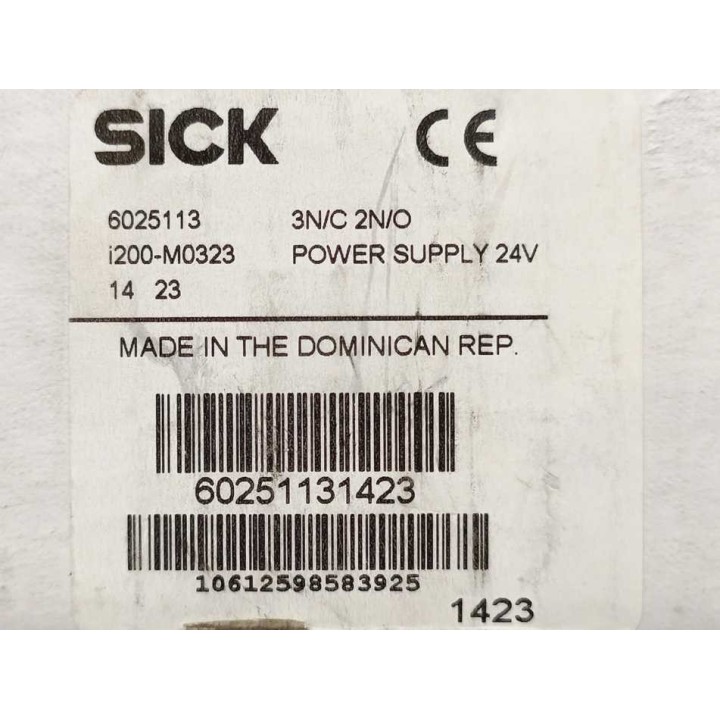 SICK CE
6025113 3N/C 2N/O
i200-M0323 POWER SUPPLY 24V
14 23
MADE IN THE DOMINICAN REP.
60251131423
10612598583925
1423